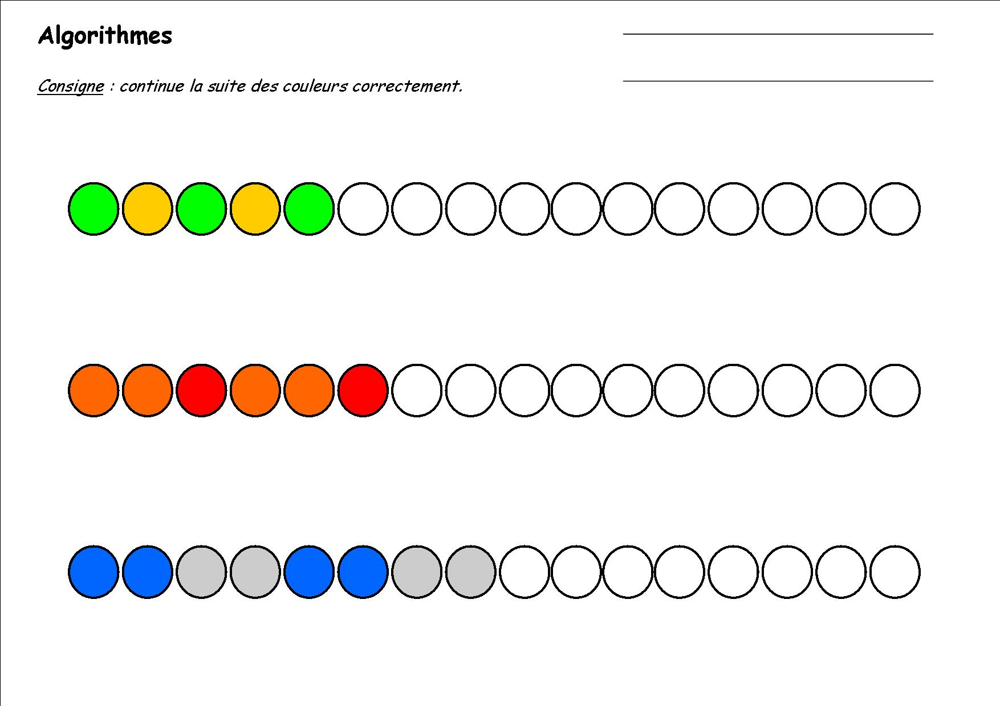 Algorithmes
Consigne : continue la suite des couleurs correctement.